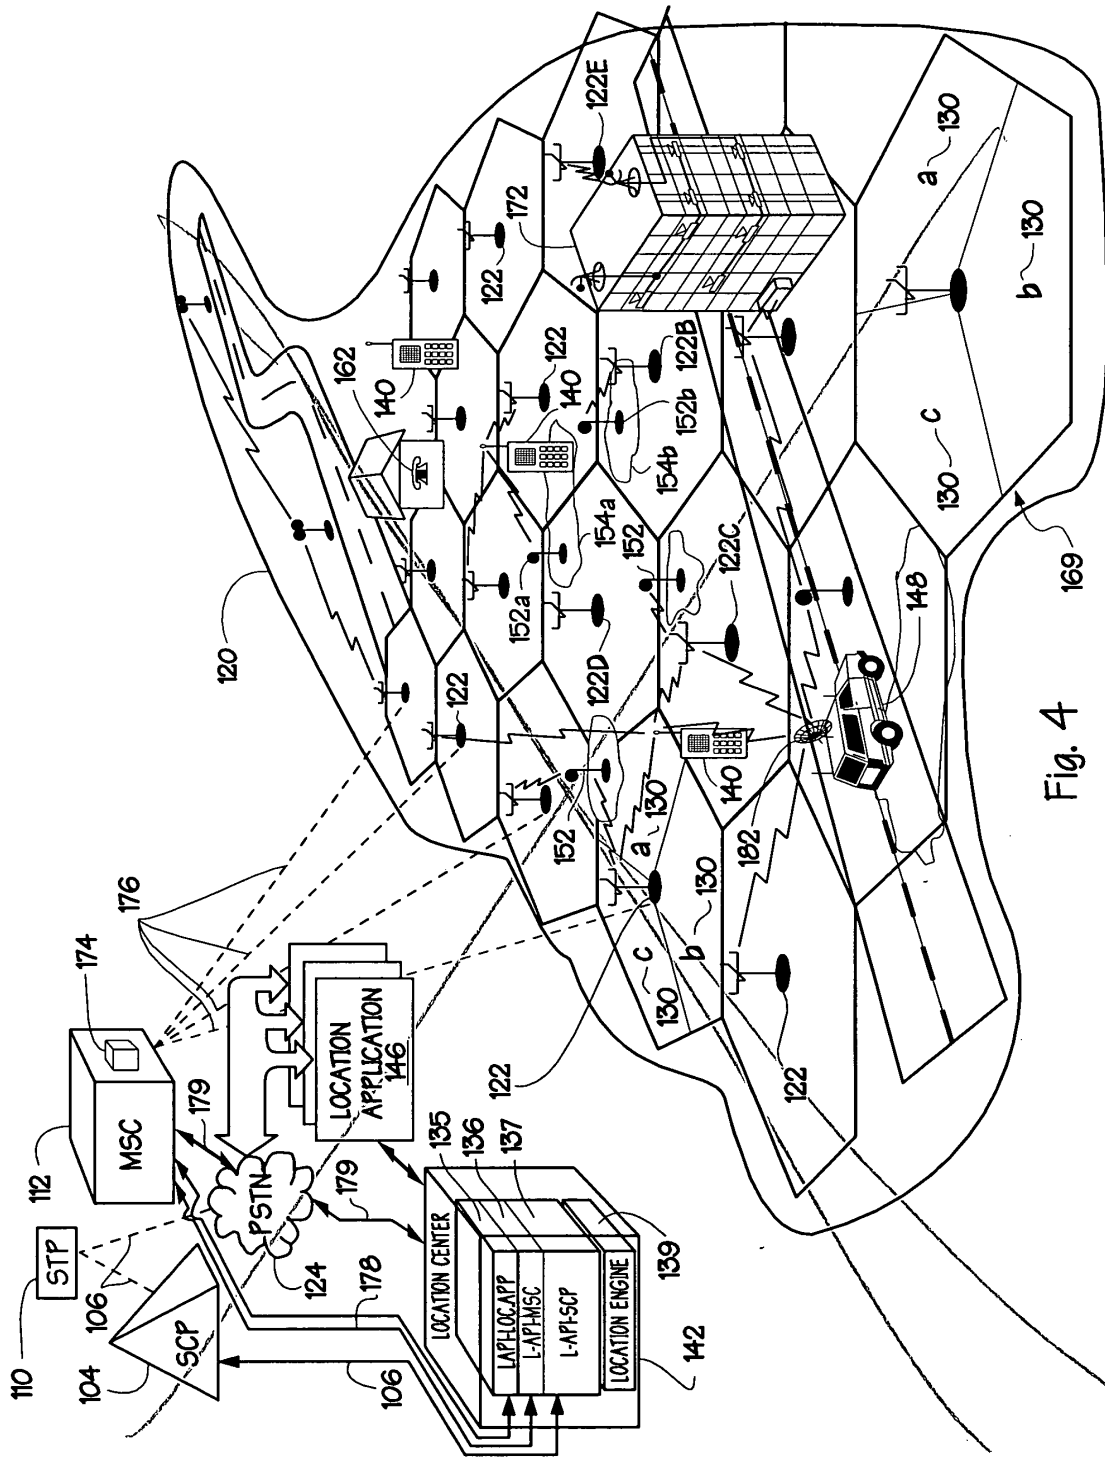 110
STP
106
104
SCP
106
112
MSC
174
179
PSTN
124
178
179
176
LOCATION
APPLICATION
146
LOCATION CENTER
135
136
137
LAPI-LOC.APP
L-API-MSC
L-API-SCP
LOCATION ENGINE
139
142
120
162
140
172
122
122E
122
140
122
152a
154a
122B
152b
154b
122D
152
122C
152
a
130
140
182
122
c
130
b
130
122
148
169
c
130
a
130
b
130
Fig. 4